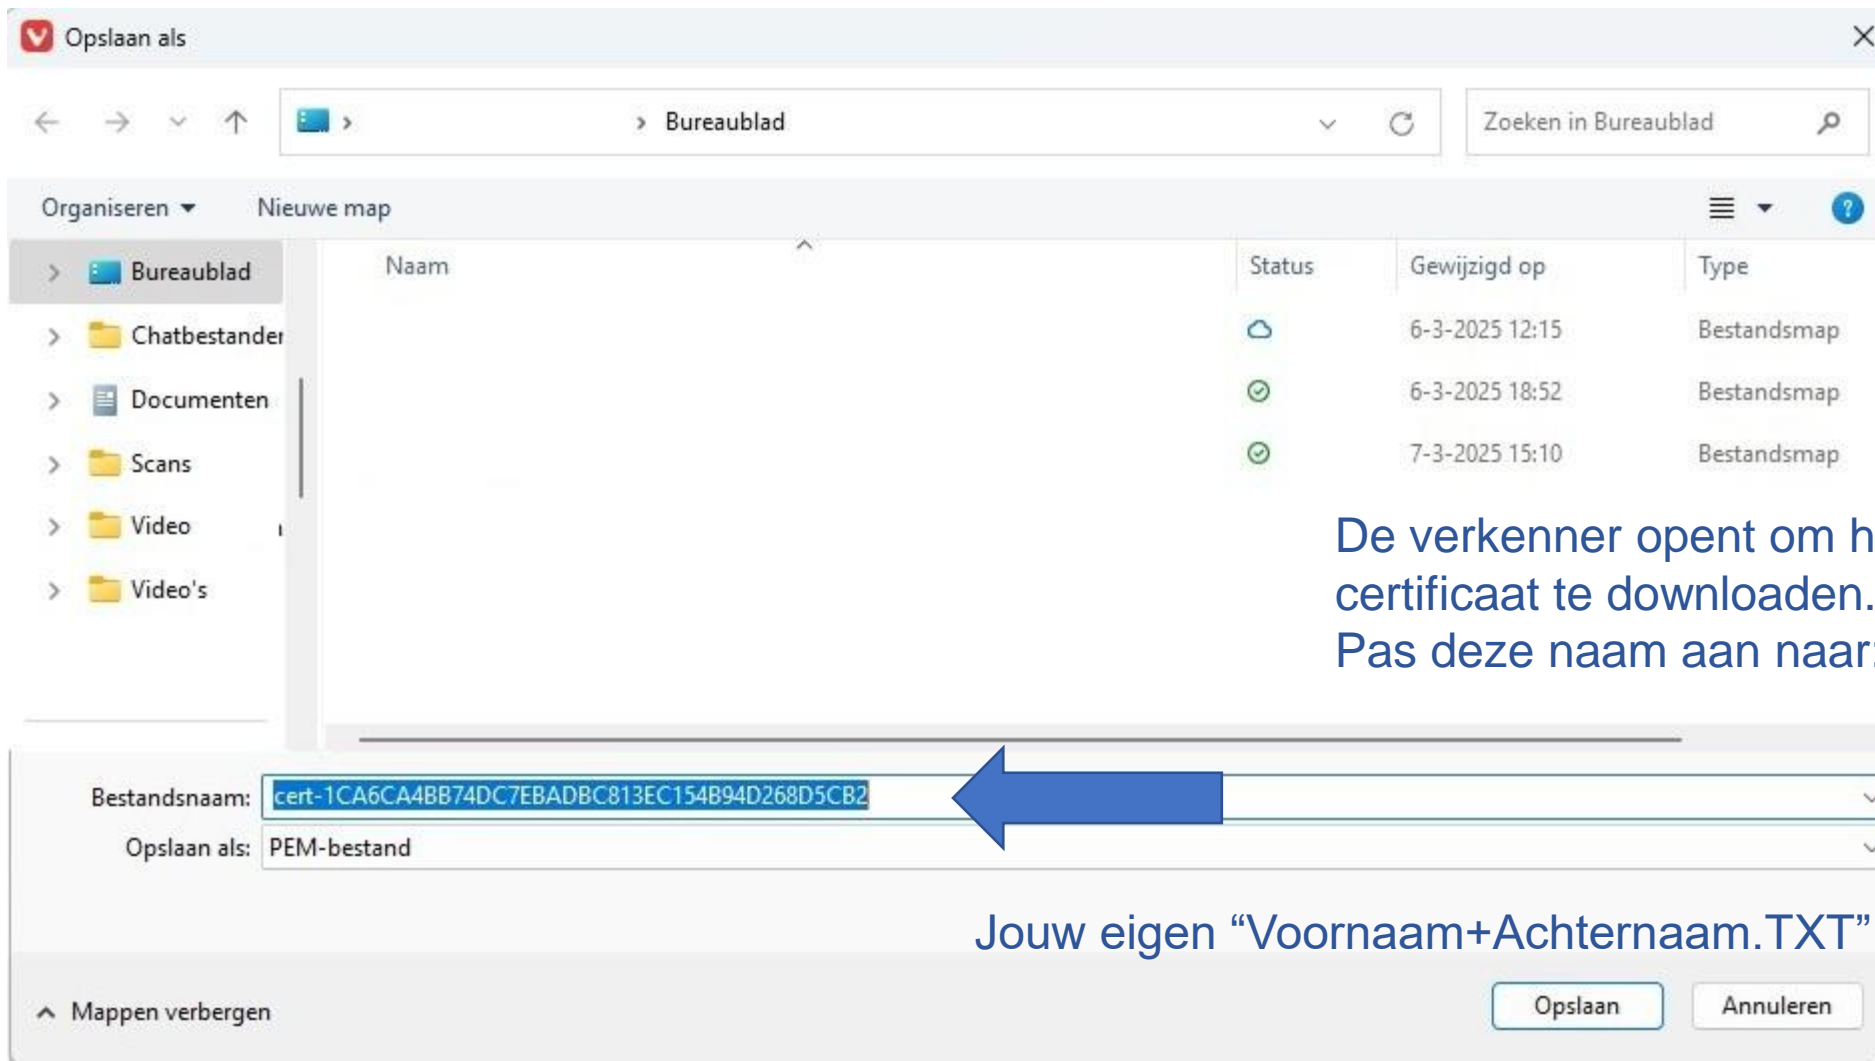 Opslaan als
Bureaublad
Zoeken in Bureaublad
Organiseren
Nieuwe map
Naam
Status
Gewijzigd op
Type
Bureaublad
Chatbestanden
Documenten
Scans
Video
Video's
6-3-2025 12:15
Bestandsmap
6-3-2025 18:52
Bestandsmap
7-3-2025 15:10
Bestandsmap
De verkenner opent om h
certificaat te downloaden.
Pas deze naam aan naar:
Bestandsnaam: cert-1CA6CA4BB74DC7EBADBC813EC154B94D268D5CB2
Opslaan als: PEM-bestand
Jouw eigen “Voornaam+Achternaam.TXT”
Mappen verbergen
Opslaan
Annuleren